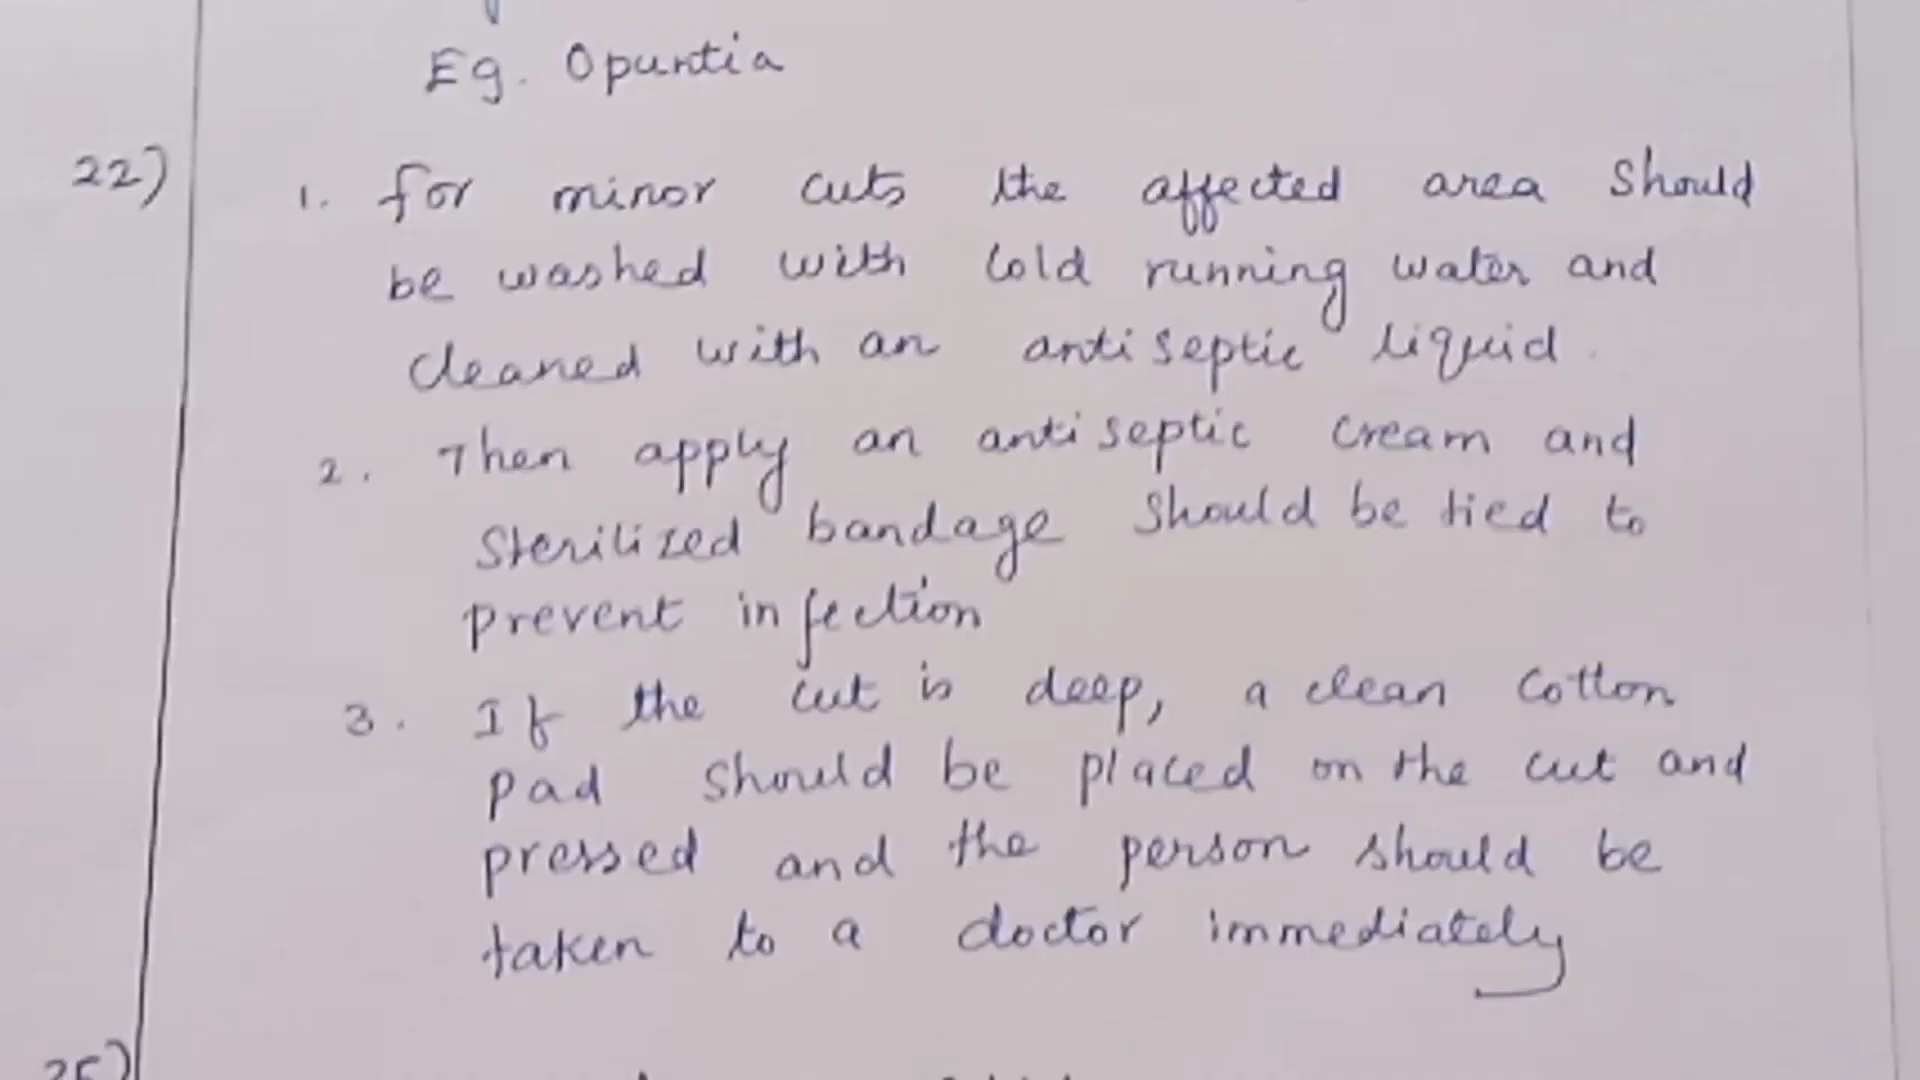 Eg. Opuntia
22) 1. For minor cuts the affected area should
be washed with cold running water and
cleaned with an antiseptic liquid.
2. Then apply an antiseptic cream and
sterilized bandage should be tied to
prevent infection
3. If the cut is deep, a clean cotton
pad should be placed on the cut and
pressed and the person should be
taken to a doctor immediately
25)